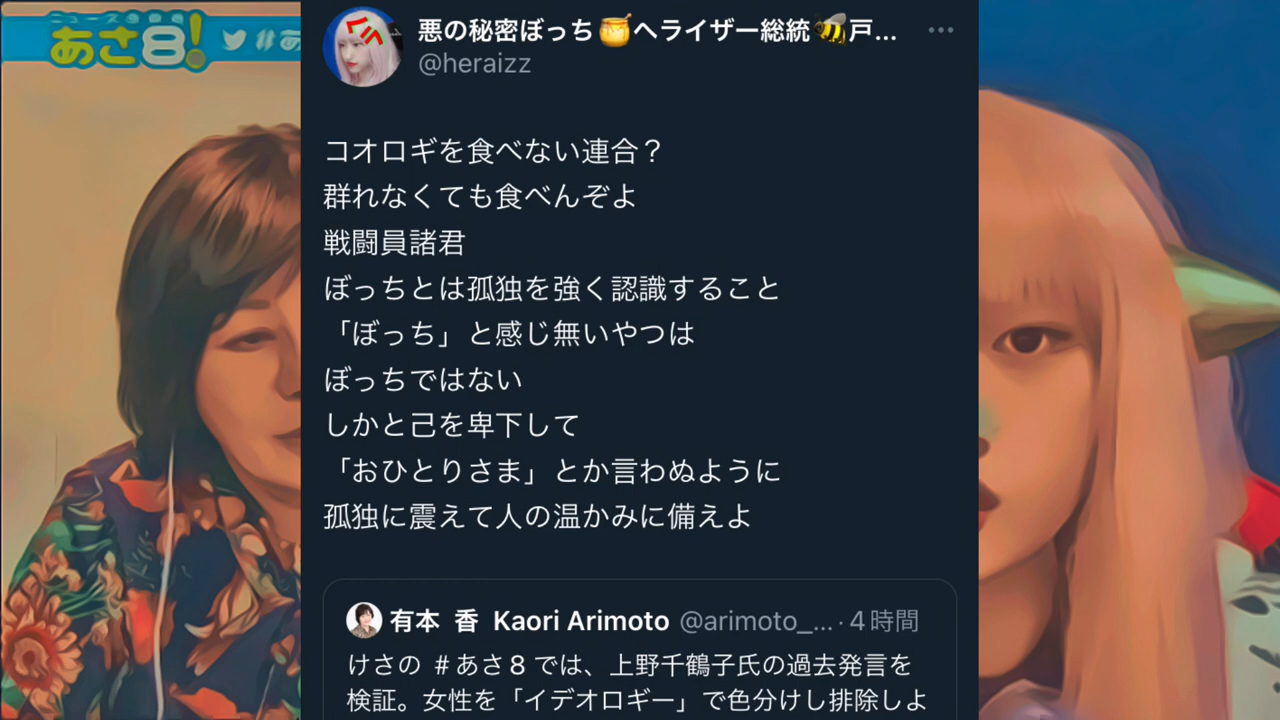 ニュース
あさ8!
#あ
悪の秘密ぼっち🍯ヘライザー総統🐝戸...
@heraizz
コオロギを食べない連合？
群れなくても食べんぞよ
戦闘員諸君
ぼっちとは孤独を強く認識すること
「ぼっち」と感じ無いやつは
ぼっちではない
しかと己を卑下して
「おひとりさま」とか言わぬように
孤独に震えて人の温かみに備えよ
有本 香 Kaori Arimoto @arimoto_... · 4時間
けさの ＃あさ８では、上野千鶴子氏の過去発言を
検証。女性を「イデオロギー」で色分けし排除しよ